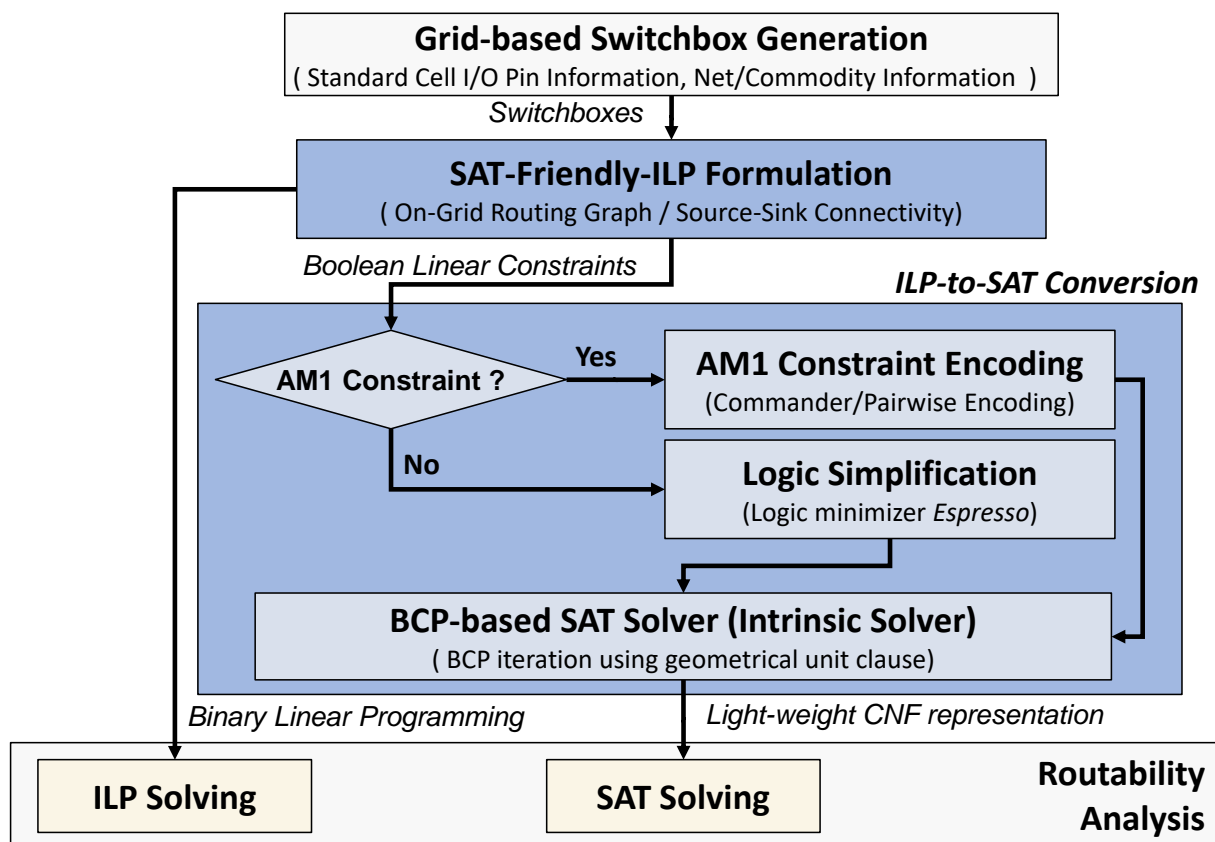 Grid-based Switchbox Generation
( Standard Cell I/O Pin Information, Net/Commodity Information )
Switchboxes
SAT-Friendly-ILP Formulation
( On-Grid Routing Graph / Source-Sink Connectivity)
Boolean Linear Constraints
ILP-to-SAT Conversion
AM1 Constraint ?
Yes
AM1 Constraint Encoding
(Commander/Pairwise Encoding)
No
Logic Simplification
(Logic minimizer Espresso)
BCP-based SAT Solver (Intrinsic Solver)
( BCP iteration using geometrical unit clause)
Binary Linear Programming
Light-weight CNF representation
ILP Solving
SAT Solving
Routability
Analysis